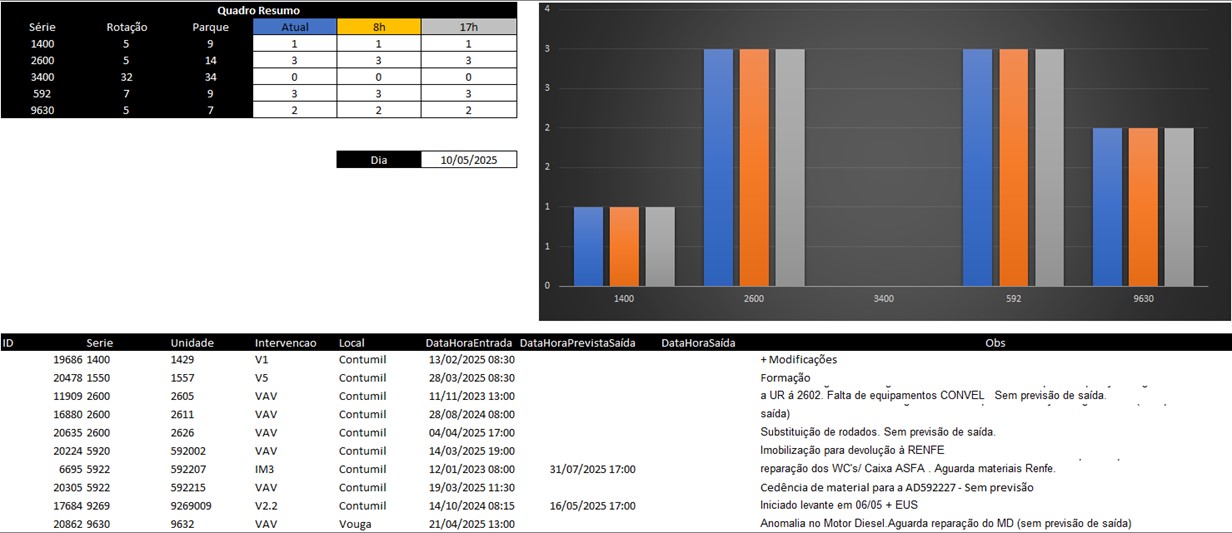 Quadro Resumo
Série Rotação Parque Atual 8h 17h
1400 5 9 1 1 1
2600 5 14 3 3 3
3400 32 34 0 0 0
592 7 9 3 3 3
9630 5 7 2 2 2
Dia 10/05/2025
4
3
3
2
2
1
1
0
1400 2600 3400 592 9630
ID Serie Unidade Intervencao Local DataHoraEntrada DataHoraPrevistaSaída DataHoraSaída Obs
19686 1400 1429 V1 Contumil 13/02/2025 08:30 + Modificações
20478 1550 1557 V5 Contumil 28/03/2025 08:30 Formação
11909 2600 2605 VAV Contumil 11/11/2023 13:00 a UR á 2602. Falta de equipamentos CONVEL Sem previsão de saída.
16880 2600 2611 VAV Contumil 28/08/2024 08:00 saída)
20635 2600 2626 VAV Contumil 04/04/2025 17:00 Substituição de rodados. Sem previsão de saída.
20224 5920 592002 VAV Contumil 14/03/2025 19:00 Imobilização para devolução à RENFE
6695 5922 592207 IM3 Contumil 12/01/2023 08:00 31/07/2025 17:00 reparação dos WC's/ Caixa ASFA . Aguarda materiais Renfe.
20305 5922 592215 VAV Contumil 19/03/2025 11:30 Cedência de material para a AD592227 - Sem previsão
17684 9269 9269009 V2.2 Contumil 14/10/2024 08:15 16/05/2025 17:00 Iniciado levante em 06/05 + EUS
20862 9630 9632 VAV Vouga 21/04/2025 13:00 Anomalia no Motor Diesel.Aguarda reparação do MD (sem previsão de saída)